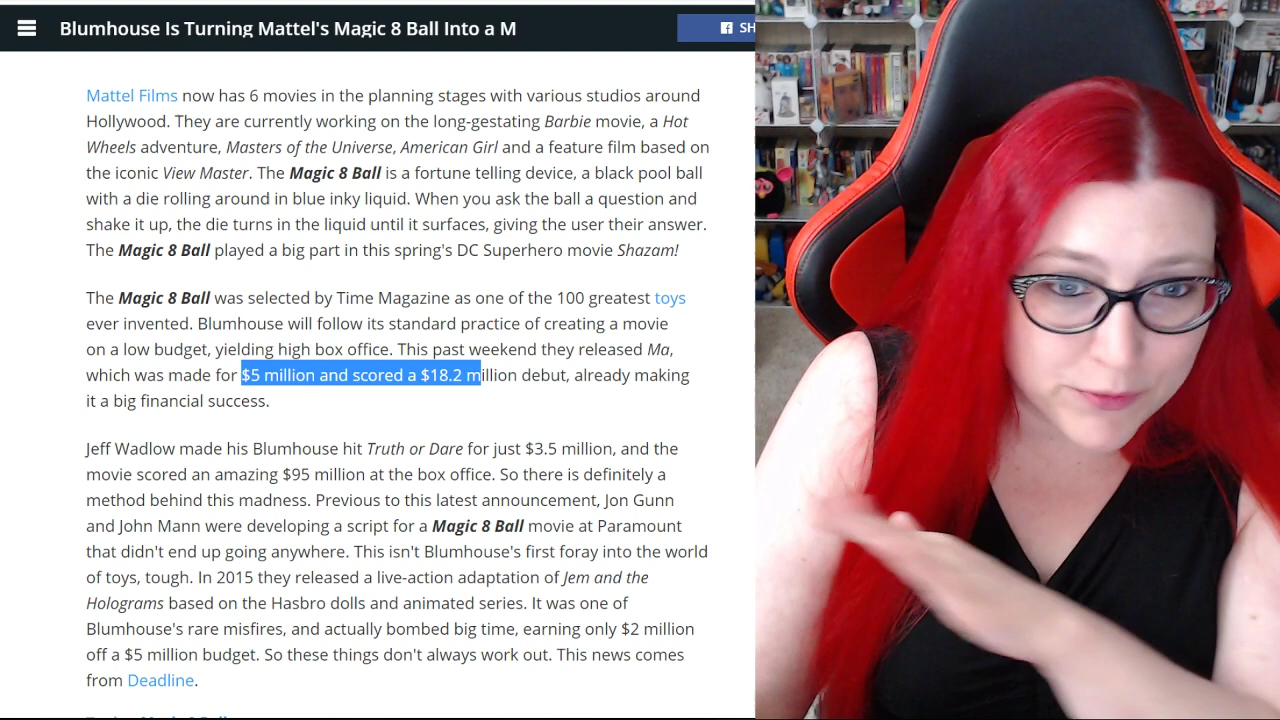 Blumhouse Is Turning Mattel's Magic 8 Ball Into a M
SH
Mattel Films now has 6 movies in the planning stages with various studios around
Hollywood. They are currently working on the long-gestating Barbie movie, a Hot
Wheels adventure, Masters of the Universe, American Girl and a feature film based on
the iconic View Master. The Magic 8 Ball is a fortune telling device, a black pool ball
with a die rolling around in blue inky liquid. When you ask the ball a question and
shake it up, the die turns in the liquid until it surfaces, giving the user their answer.
The Magic 8 Ball played a big part in this spring's DC Superhero movie Shazam!
The Magic 8 Ball was selected by Time Magazine as one of the 100 greatest toys
ever invented. Blumhouse will follow its standard practice of creating a movie
on a low budget, yielding high box office. This past weekend they released Ma,
which was made for $5 million and scored a $18.2 million debut, already making
it a big financial success.
Jeff Wadlow made his Blumhouse hit Truth or Dare for just $3.5 million, and the
movie scored an amazing $95 million at the box office. So there is definitely a
method behind this madness. Previous to this latest announcement, Jon Gunn
and John Mann were developing a script for a Magic 8 Ball movie at Paramount
that didn't end up going anywhere. This isn't Blumhouse's first foray into the world
of toys, tough. In 2015 they released a live-action adaptation of Jem and the
Holograms based on the Hasbro dolls and animated series. It was one of
Blumhouse's rare misfires, and actually bombed big time, earning only $2 million
off a $5 million budget. So these things don't always work out. This news comes
from Deadline.